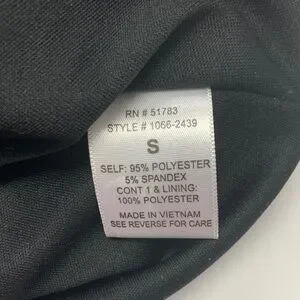 RN # 51783
STYLE # 1066-2439
S
SELF: 95% POLYESTER
5% SPANDEX
CONT 1 & LINING:
100% POLYESTER
MADE IN VIETNAM
SEE REVERSE FOR CARE